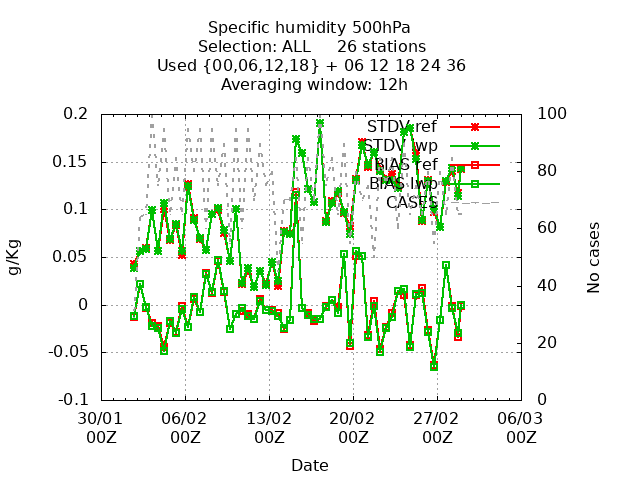 Specific humidity 500hPa
Selection: ALL 26 stations
Used {00,06,12,18} + 06 12 18 24 36
Averaging window: 12h
0.2
0.15
0.1
0.05
0
-0.05
-0.1
g/Kg
100
80
60
40
20
0
No cases
STDV ref
STDV lwp
BIAS ref
BIAS lwp
CASES
30/01 06/02 13/02 20/02 27/02 06/03
00Z 00Z 00Z 00Z 00Z 00Z
Date